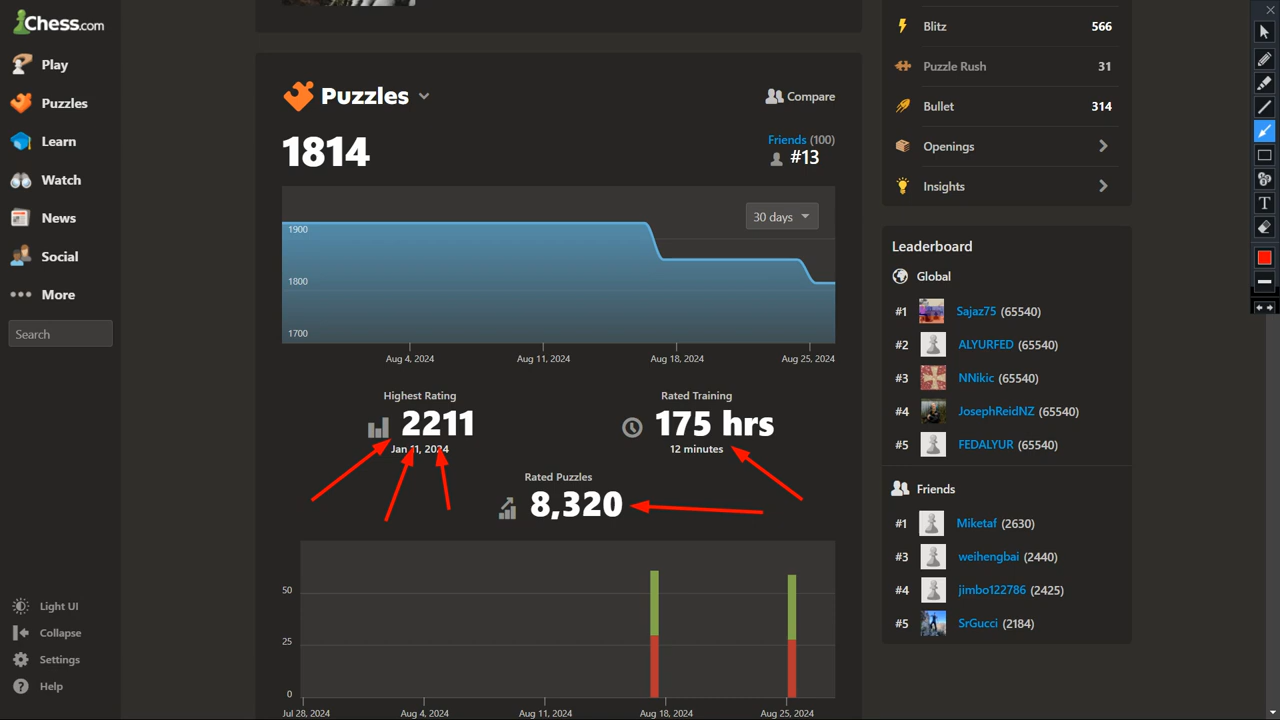 Chess.com
Play
Puzzles
Learn
Watch
News
Social
More
Search
Light UI
Collapse
Settings
Help
Puzzles
Compare
1814
Friends (100)
#13
30 days
1900
1800
1700
Aug 4, 2024
Aug 11, 2024
Aug 18, 2024
Aug 25, 2024
Highest Rating
2211
Jan 11, 2024
Rated Training
175 hrs
12 minutes
Rated Puzzles
8,320
50
25
0
Jul 28, 2024
Aug 4, 2024
Aug 11, 2024
Aug 18, 2024
Aug 25, 2024
Blitz 566
Puzzle Rush 31
Bullet 314
Openings
Insights
Leaderboard
Global
#1 Sajaz75 (65540)
#2 ALYURFED (65540)
#3 NNikic (65540)
#4 JosephReidNZ (65540)
#5 FEDALYUR (65540)
Friends
#1 Miketaf (2630)
#3 weihengbai (2440)
#4 jimbo122786 (2425)
#5 SrGucci (2184)
T